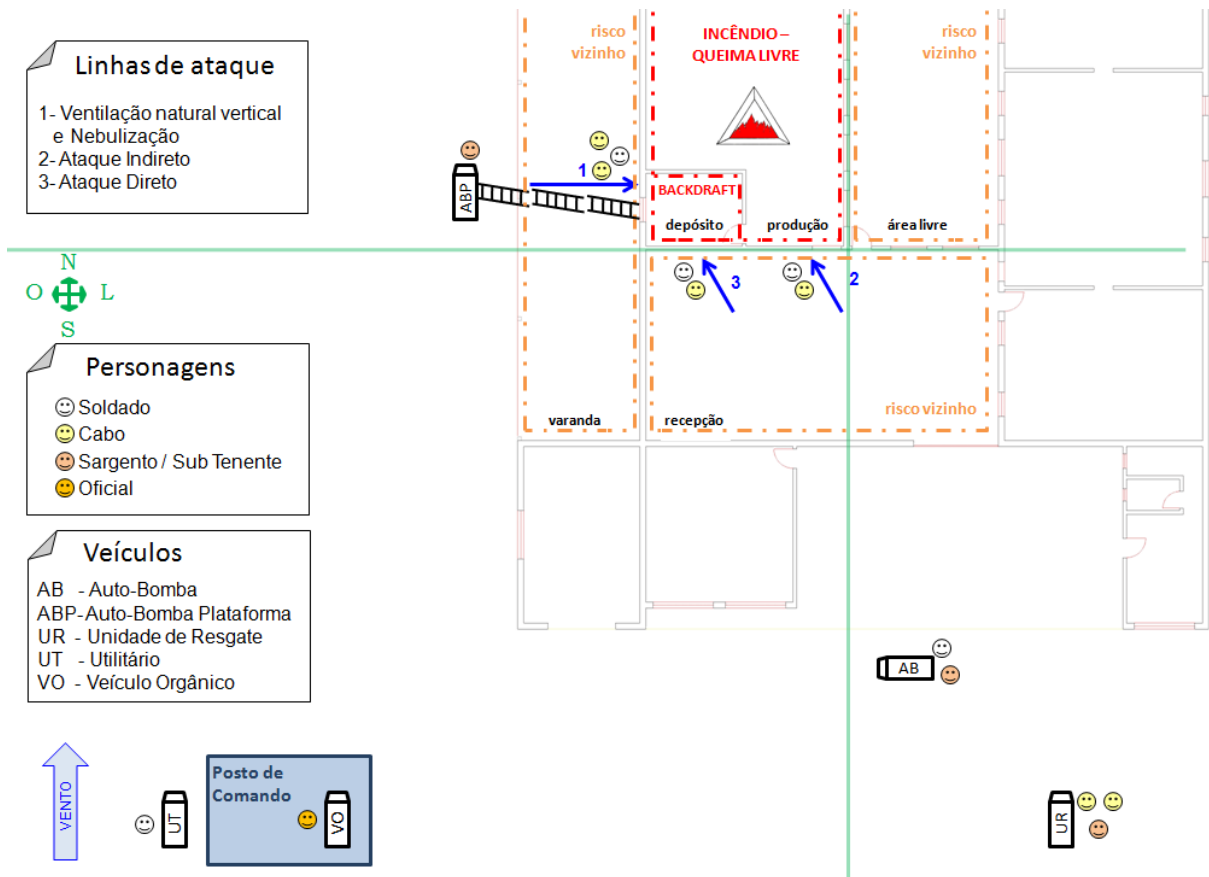 Linhas de ataque
1- Ventilação natural vertical
e Nebulização
2- Ataque Indireto
3- Ataque Direto
risco
vizinho
INCÊNDIO –
QUEIMA LIVRE
risco
vizinho
ABP
1
BACKDRAFT
depósito
produção
área livre
3
2
risco vizinho
varanda
recepção
N
O
L
S
Personagens
Soldado
Cabo
Sargento / Sub Tenente
Oficial
Veículos
AB - Auto-Bomba
ABP-Auto-Bomba Plataforma
UR - Unidade de Resgate
UT - Utilitário
VO - Veículo Orgânico
AB
VENTO
UT
Posto de
Comando
VO
UR